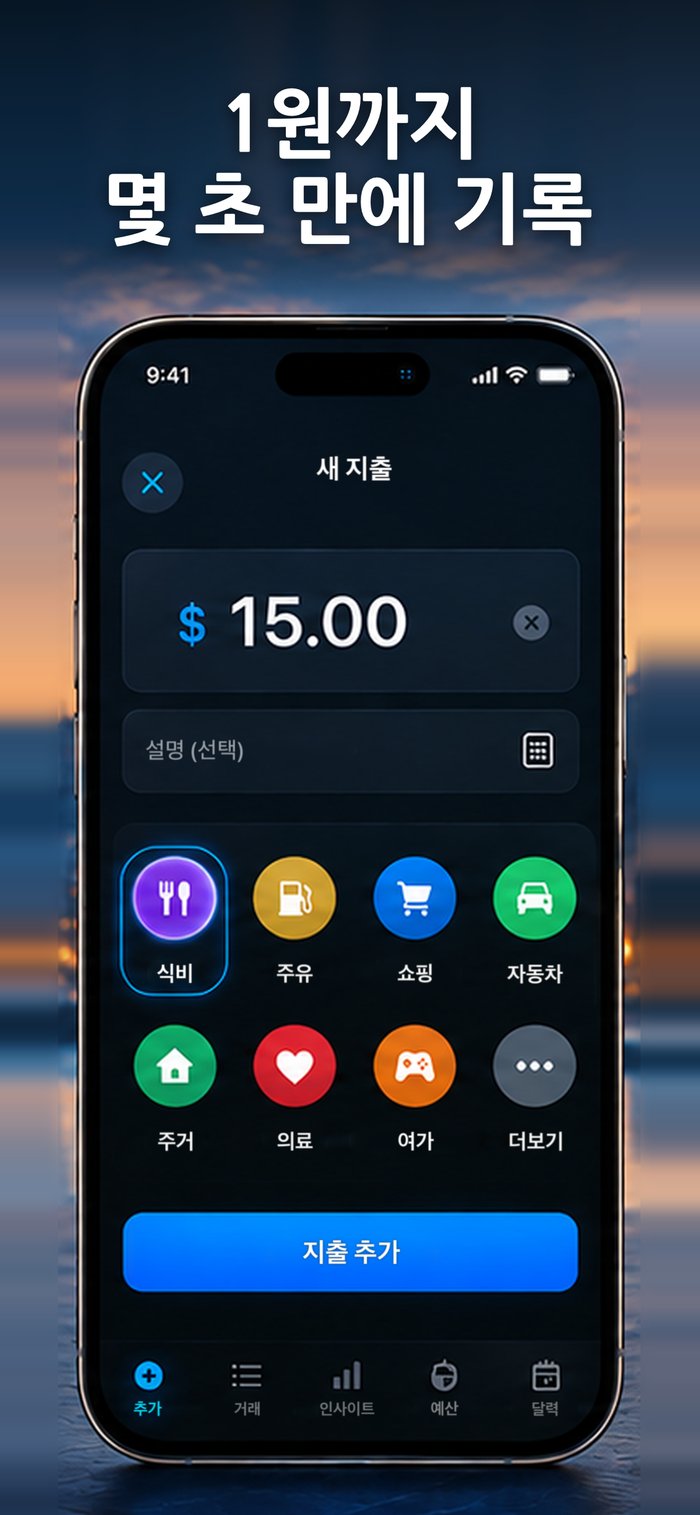 1원까지
몇 초 만에 기록
9:41
새 지출
$ 15.00
설명 (선택)
식비 주유 쇼핑 자동차
주거 의료 여가 더보기
지출 추가
추가 거래 인사이트 예산 달력